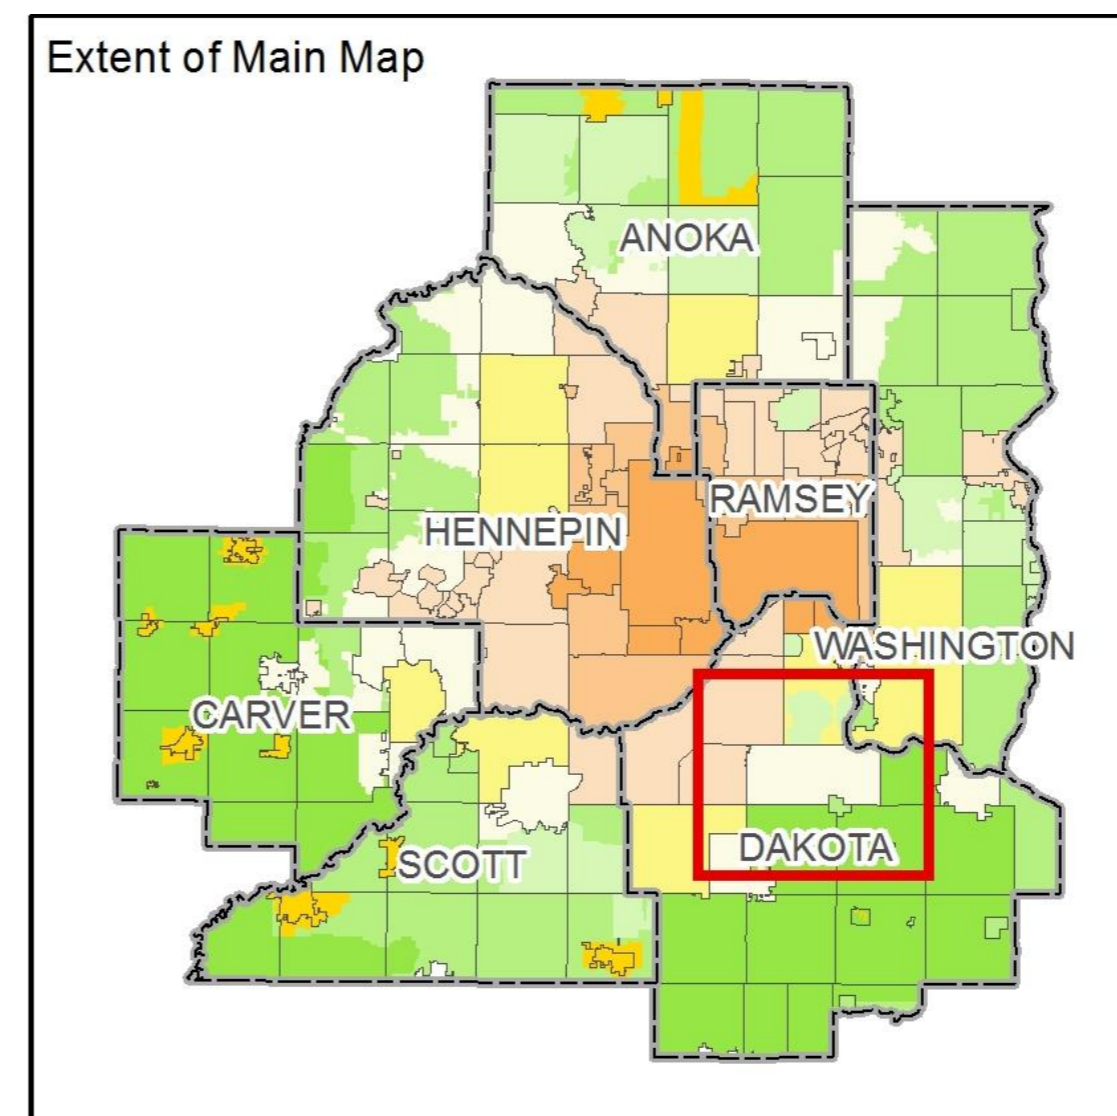 Extent of Main Map
ANOKA
RAMSEY
HENNEPIN
WASHINGTON
CARVER
DAKOTA
SCOTT